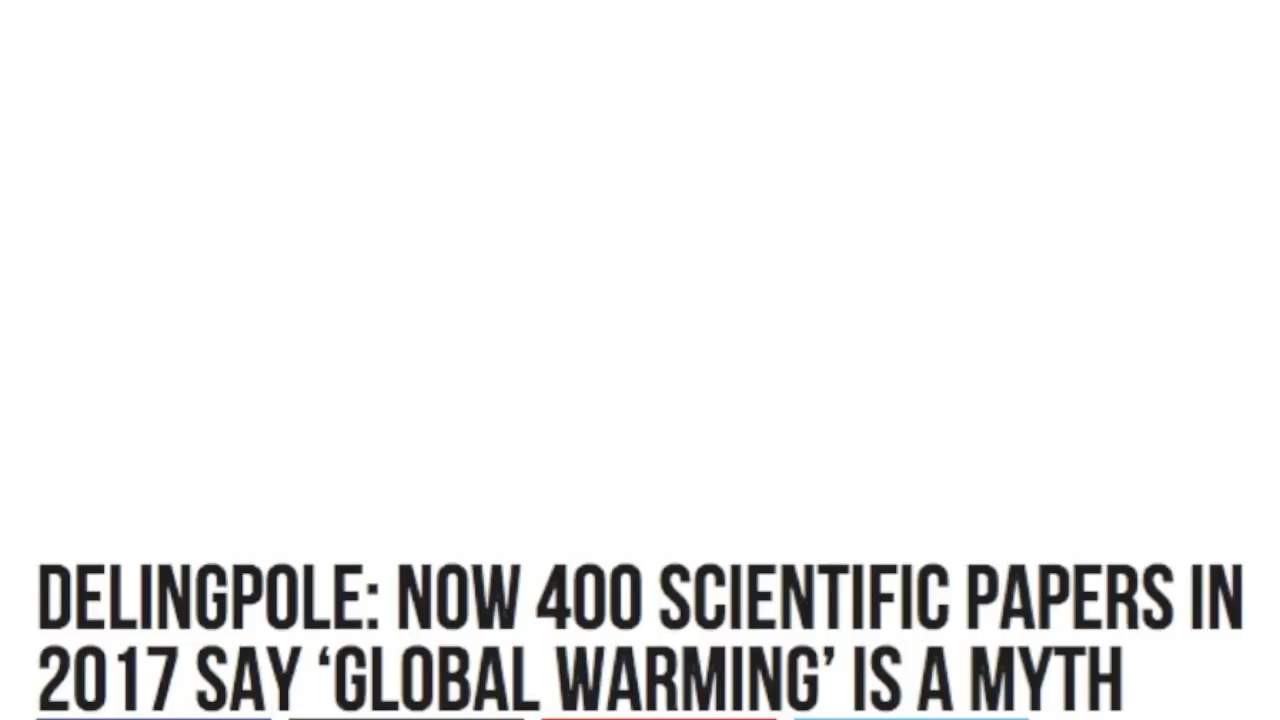 DELINGPOLE: NOW 400 SCIENTIFIC PAPERS IN
2017 SAY ‘GLOBAL WARMING’ IS A MYTH